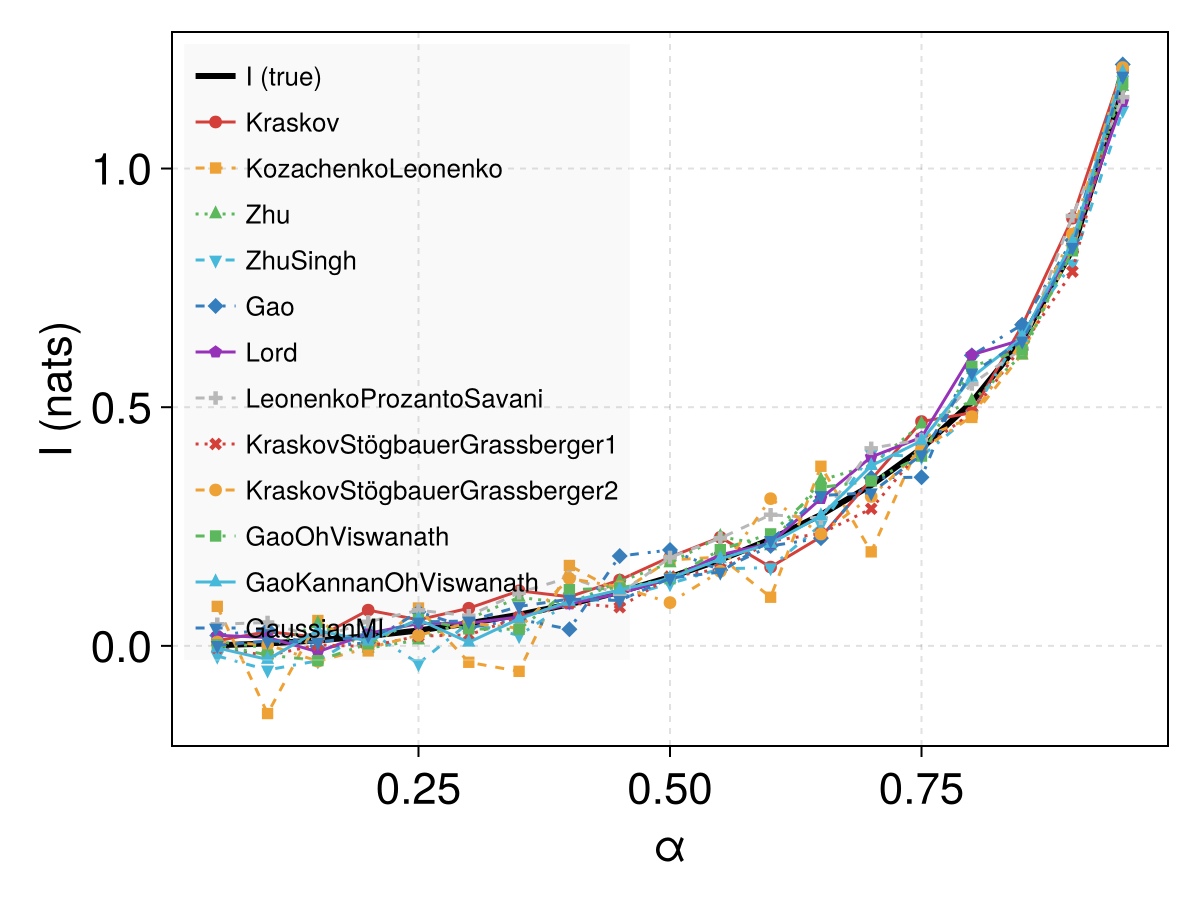 I (true)
Kraskov
KozachenkoLeonenko
Zhu
ZhuSingh
Gao
Lord
LeonenkoProzantoSavani
KraskovStögbauerGrassberger1
KraskovStögbauerGrassberger2
GaoOhViswanath
GaoKannanOhViswanath
GaussianMI
1.0
0.5
0.0
I (nats)
0.25 0.50 0.75
α